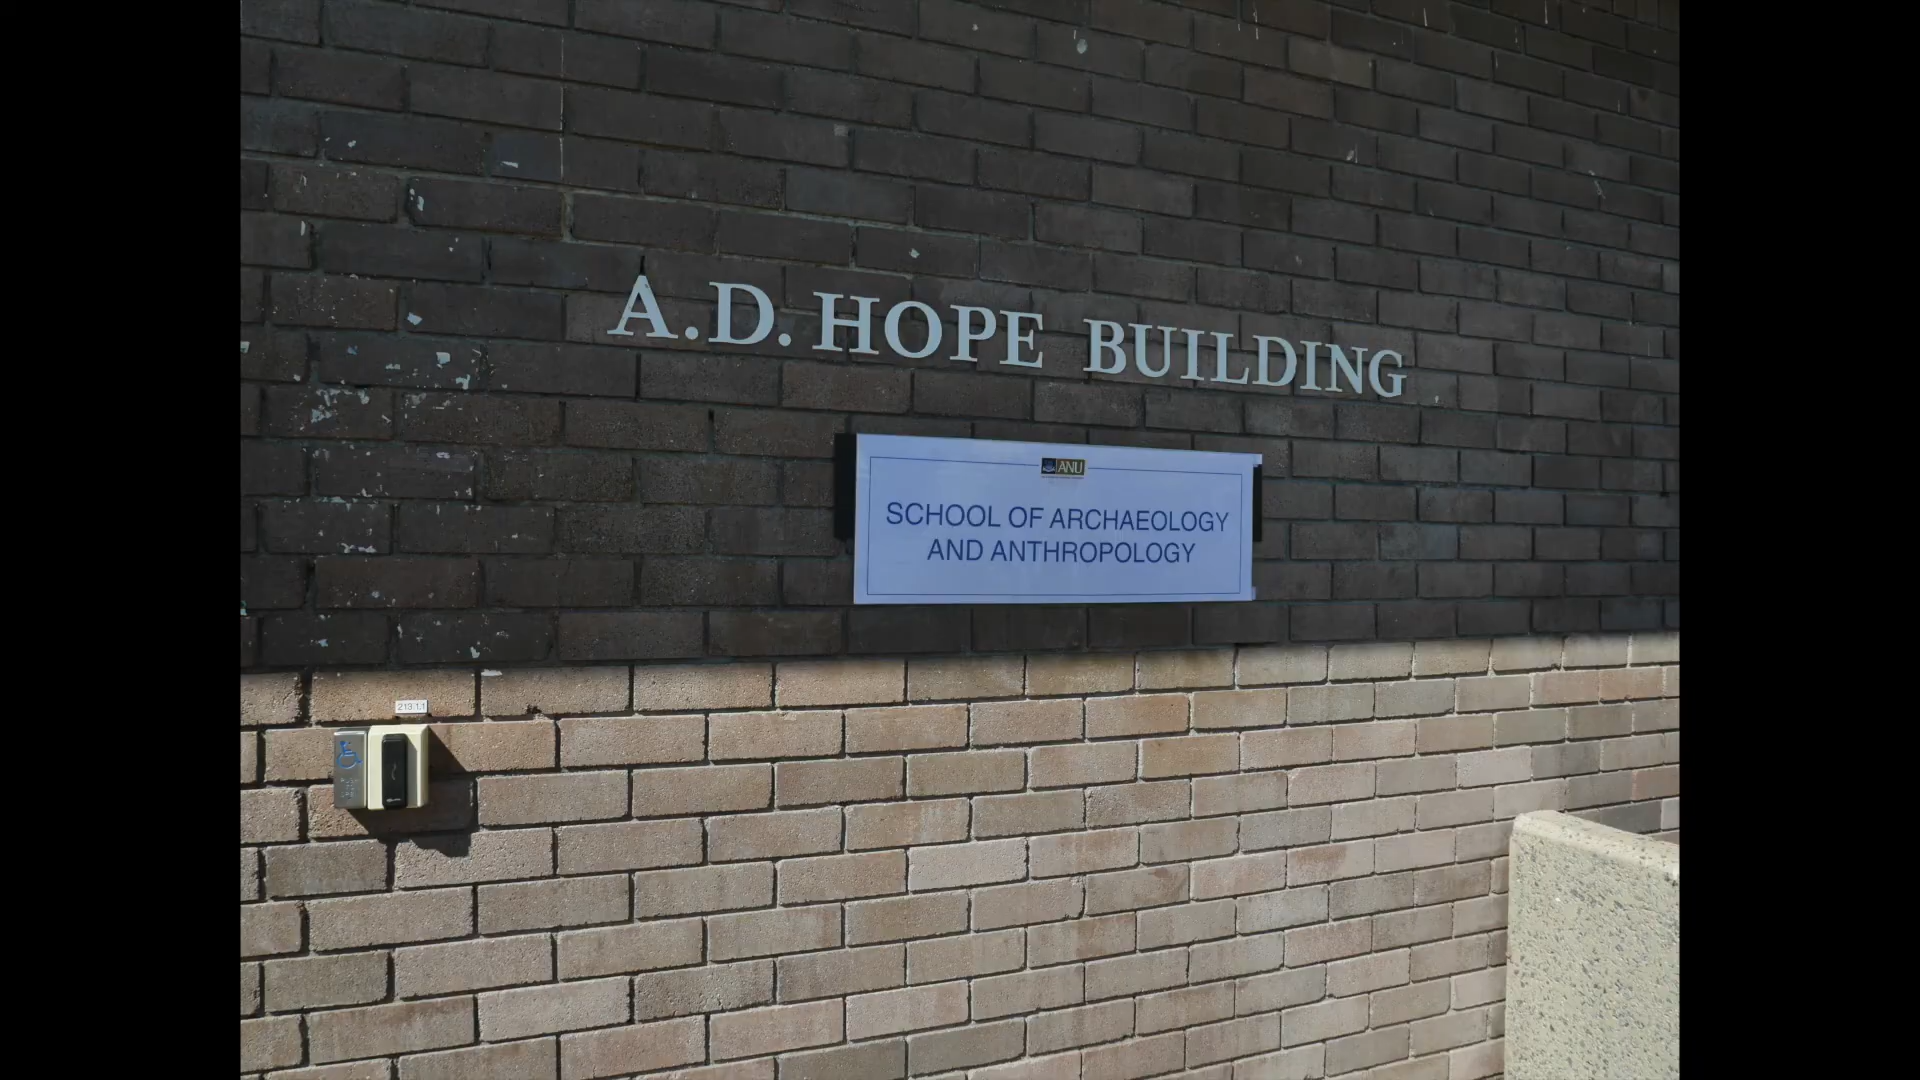 A.D. HOPE BUILDING
ANU
SCHOOL OF ARCHAEOLOGY
AND ANTHROPOLOGY
213.1.1